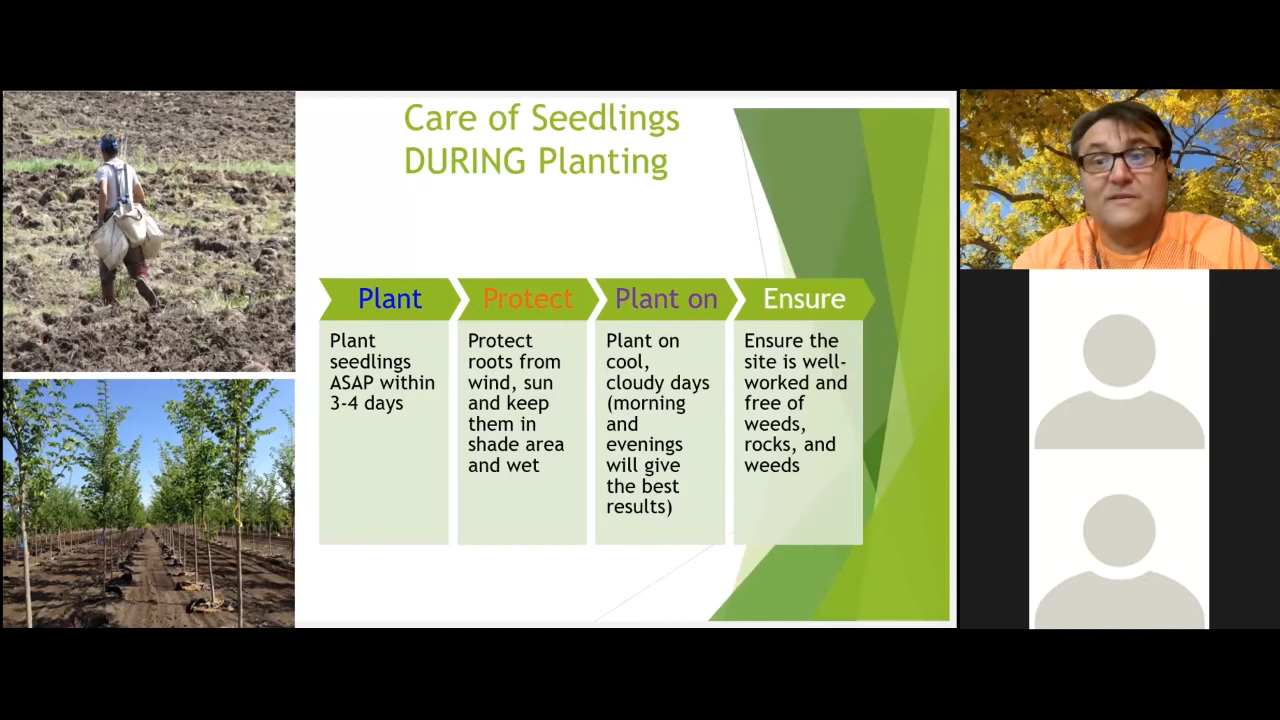 Care of Seedlings
DURING Planting
Plant
Protect
Plant on
Ensure
Plant
seedlings
ASAP within
3-4 days
Protect
roots from
wind, sun
and keep
them in
shade area
and wet
Plant on
cool,
cloudy days
(morning
and
evenings
will give
the best
results)
Ensure the
site is well-
worked and
free of
weeds,
rocks, and
weeds